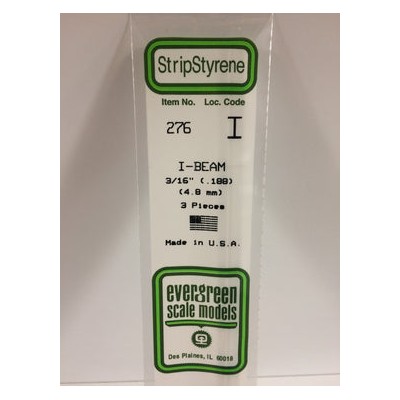 StripStyrene
Item No. Loc. Code
276 I
I-BEAM
3/16" (.188)
(4.8 mm)
3 Pieces
Made in U.S.A.
evergreen
scale models
Des Plaines, IL 60018